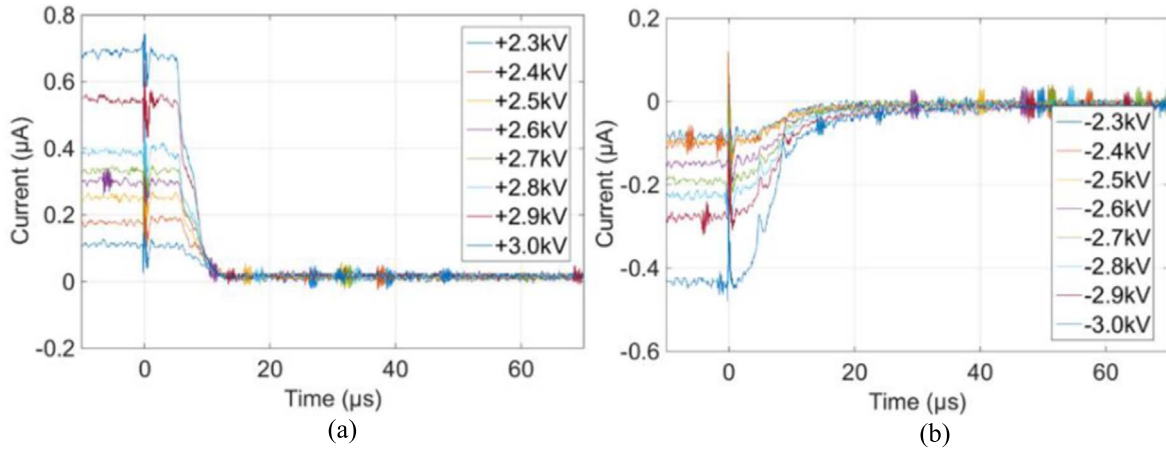 0.8
0.6
0.4
0.2
0
-0.2
Current (µA)
0
20
40
60
Time (µs)
+2.3kV
+2.4kV
+2.5kV
+2.6kV
+2.7kV
+2.8kV
+2.9kV
+3.0kV
(a)
0.2
0
-0.2
-0.4
-0.6
Current (µA)
0
20
40
60
Time (µs)
-2.3kV
-2.4kV
-2.5kV
-2.6kV
-2.7kV
-2.8kV
-2.9kV
-3.0kV
(b)